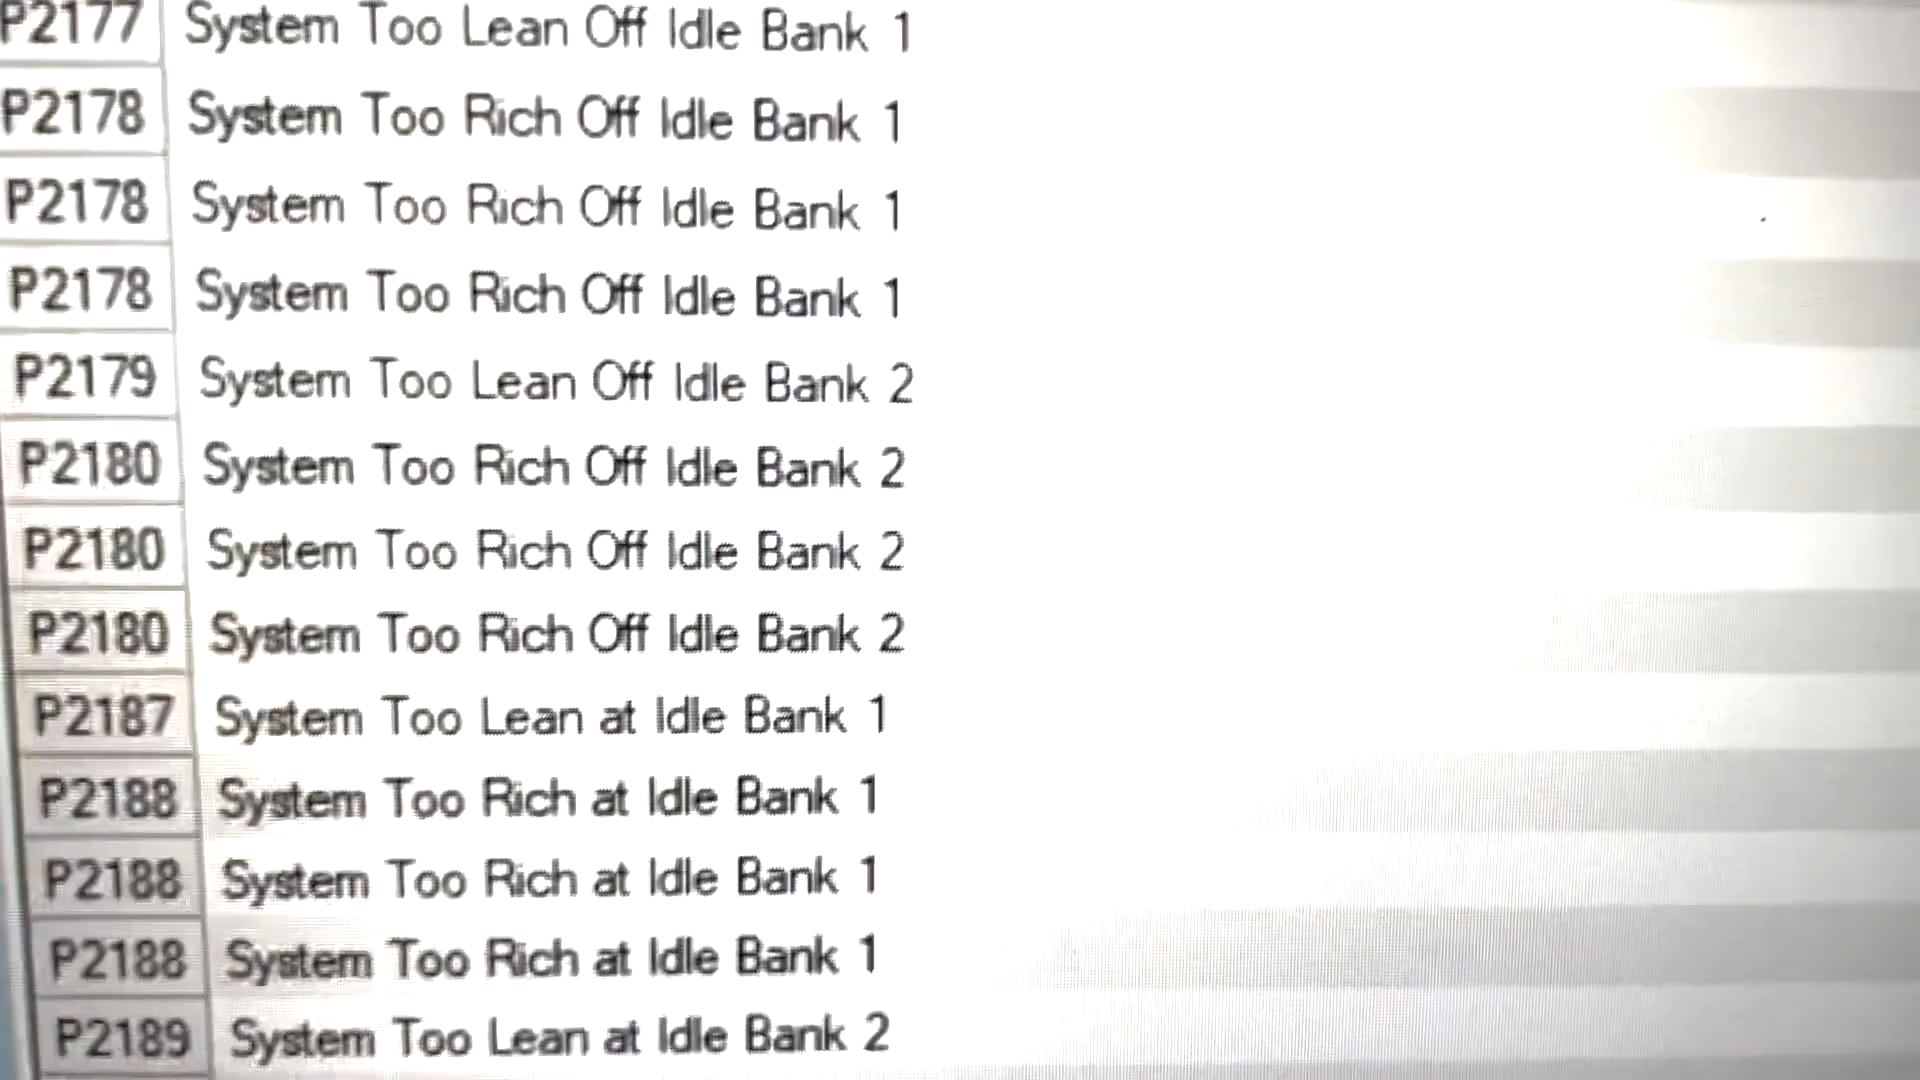 P2177 System Too Lean Off Idle Bank 1
P2178 System Too Rich Off Idle Bank 1
P2178 System Too Rich Off Idle Bank 1
P2178 System Too Rich Off Idle Bank 1
P2179 System Too Lean Off Idle Bank 2
P2180 System Too Rich Off Idle Bank 2
P2180 System Too Rich Off Idle Bank 2
P2180 System Too Rich Off Idle Bank 2
P2187 System Too Lean at Idle Bank 1
P2188 System Too Rich at Idle Bank 1
P2188 System Too Rich at Idle Bank 1
P2188 System Too Rich at Idle Bank 1
P2189 System Too Lean at Idle Bank 2